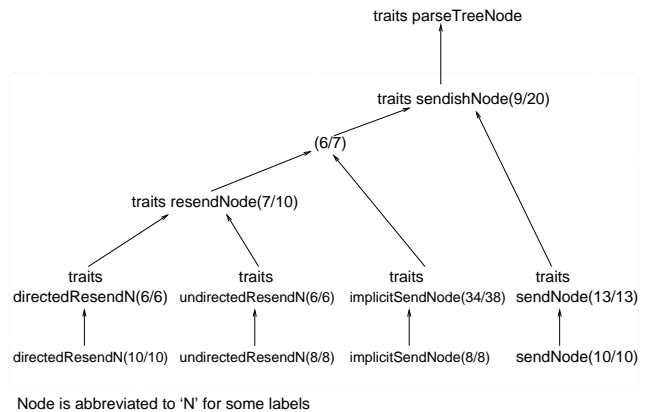 traits parseTreeNode
traits sendishNode(9/20)
(6/7)
traits resendNode(7/10)
traits traits traits traits
directedResendN(6/6) undirectedResendN(6/6) implicitSendNode(34/38) sendNode(13/13)
directedResendN(10/10) undirectedResendN(8/8) implicitSendNode(8/8) sendNode(10/10)
Node is abbreviated to ‘N’ for some labels